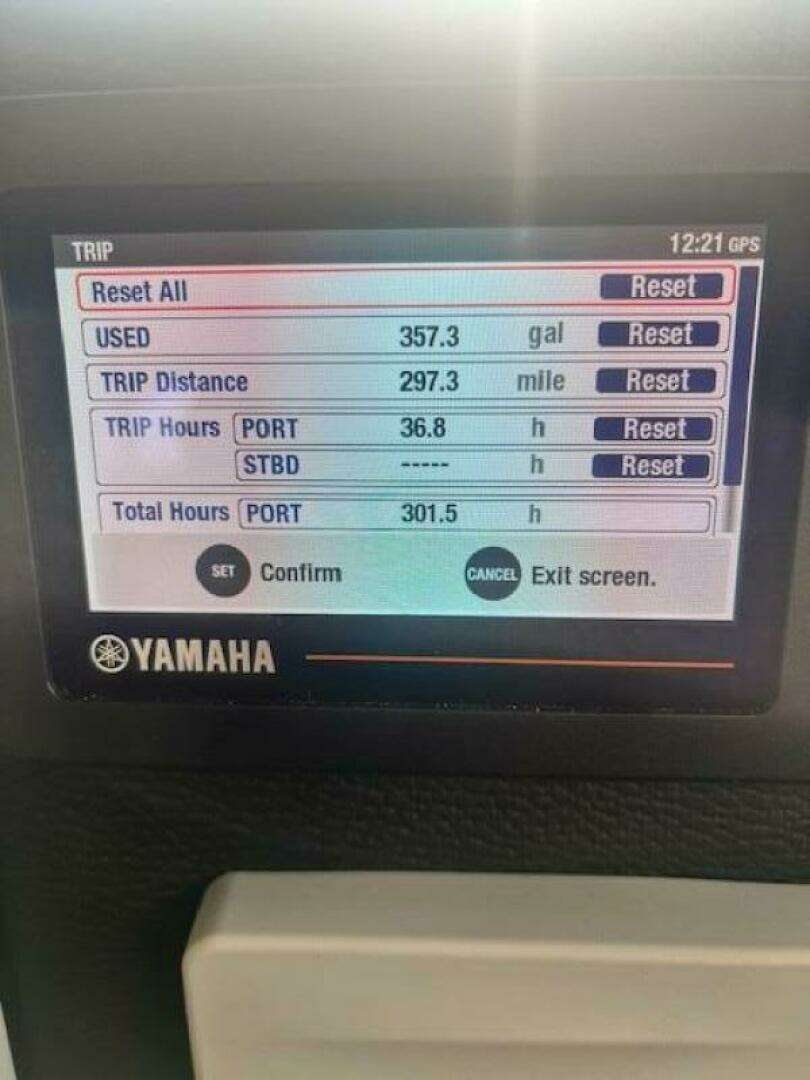 TRIP 12:21 GPS
Reset All Reset
USED 357.3 gal Reset
TRIP Distance 297.3 mile Reset
TRIP Hours PORT 36.8 h Reset
STBD ----- h Reset
Total Hours PORT 301.5 h
SET Confirm CANCEL Exit screen.
YAMAHA